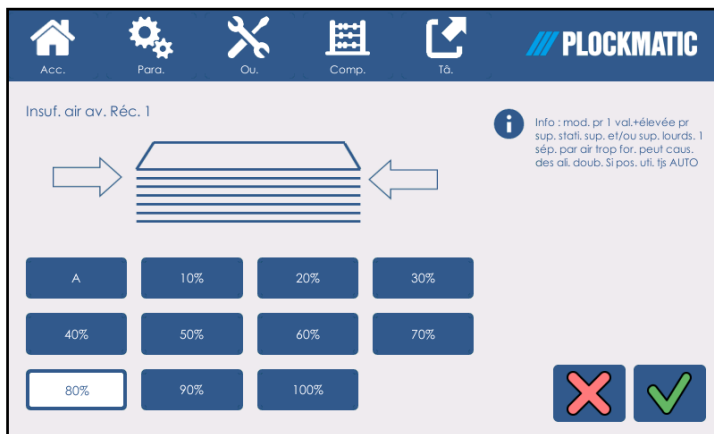 Acc. Para. Ou. Comp. Tâ. PLOCKMATIC
Insuf. air av. Réc. 1
Info : mod. pr 1 val.+élevée pr
sup. stati. sup. et/ou sup. lourds. 1
sép. par air trop for. peut caus.
des ali. doub. Si pos. uti. tjs AUTO
A 10% 20% 30%
40% 50% 60% 70%
80% 90% 100%